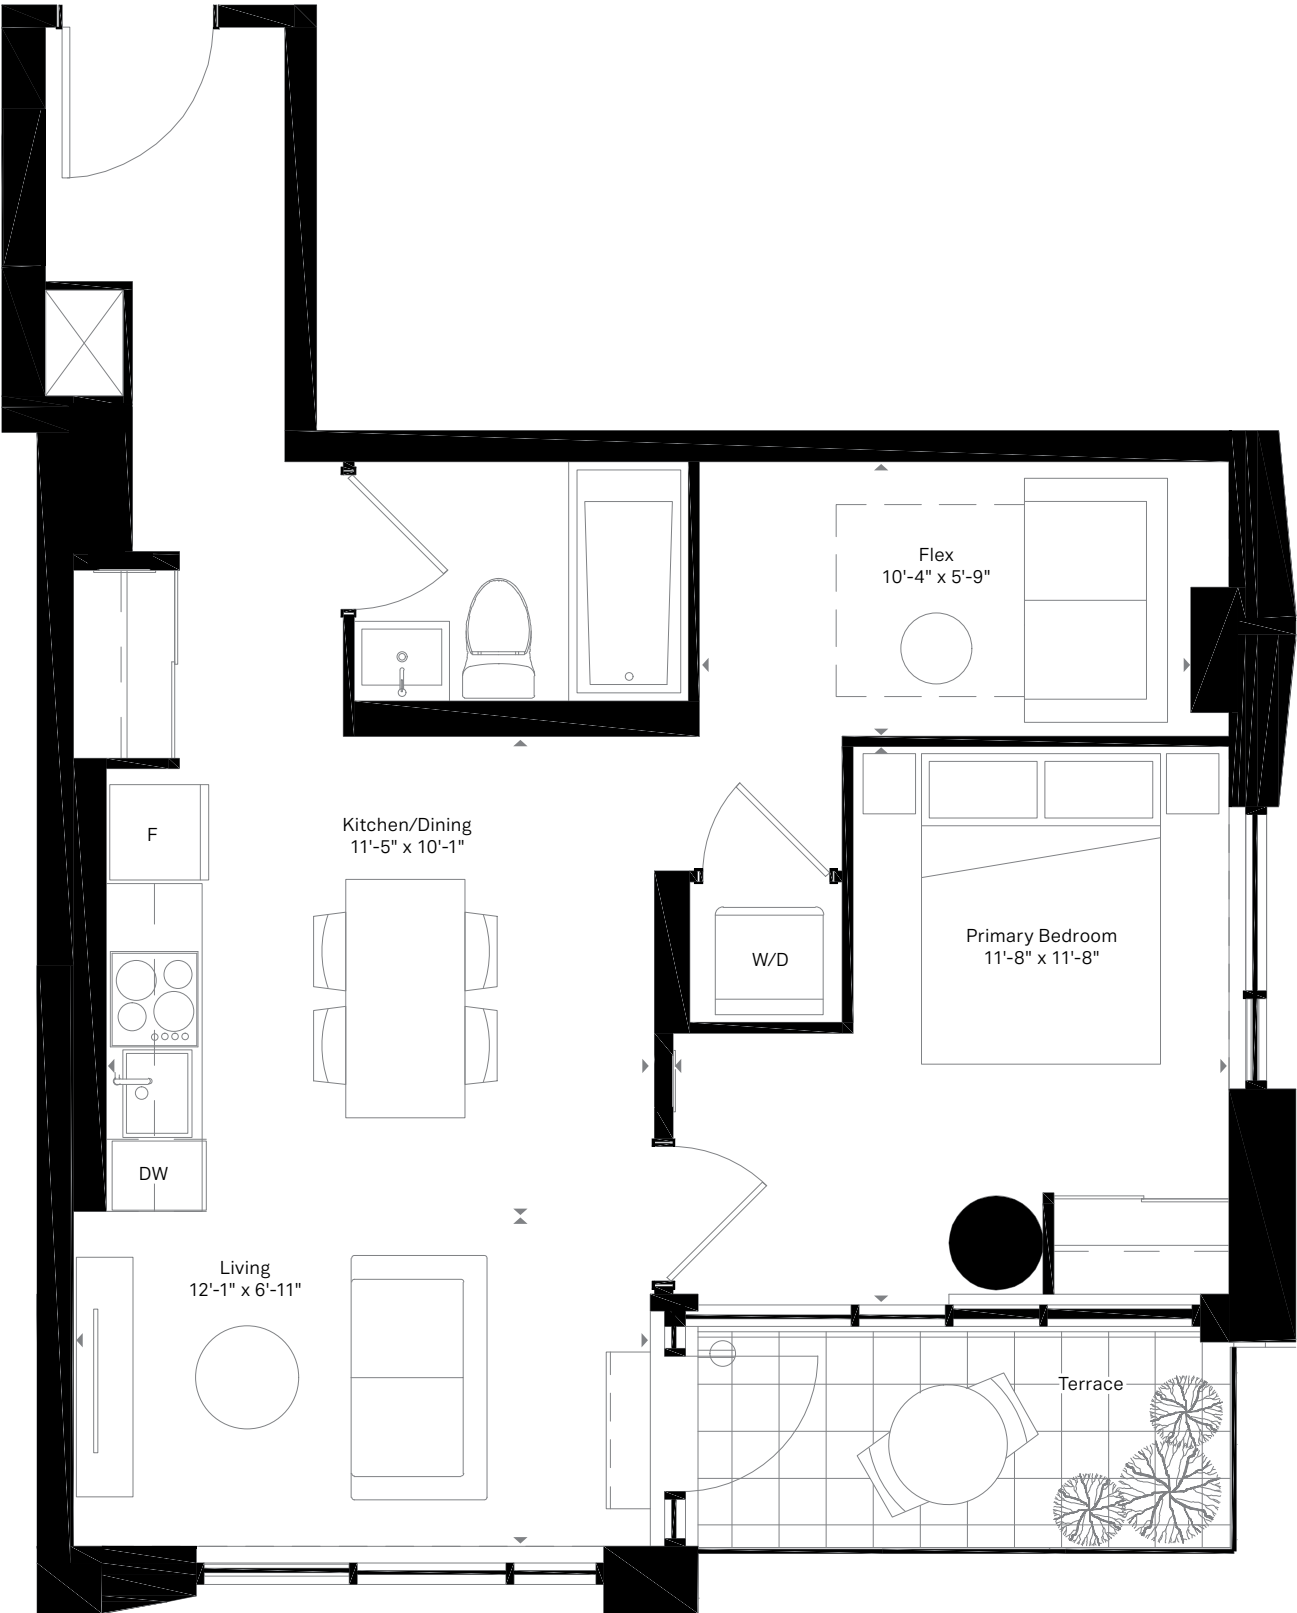 Flex
10'-4" x 5'-9"
Kitchen/Dining
11'-5" x 10'-1"
F
Primary Bedroom
11'-8" x 11'-8"
W/D
DW
Living
12'-1" x 6'-11"
Terrace